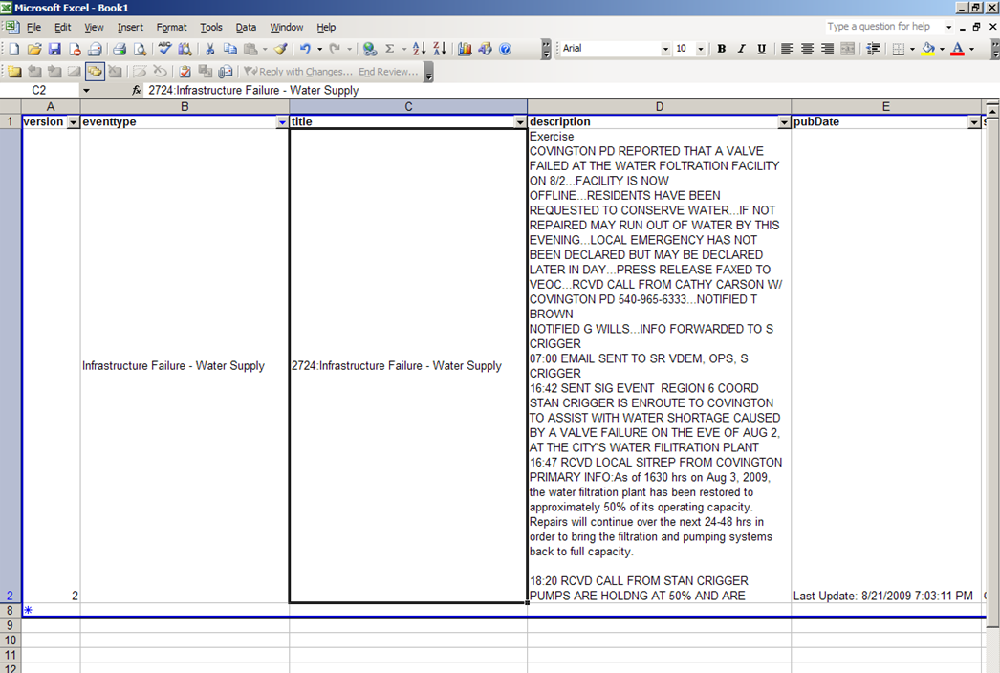 Microsoft Excel - Book1
File Edit View Insert Format Tools Data Window Help
Type a question for help
Arial 10 B I U
Reply with Changes... End Review...
C2 fx 2724:Infrastructure Failure - Water Supply
A B C D E
1 version eventtype title description pubDate
Exercise
COVINGTON PD REPORTED THAT A VALVE
FAILED AT THE WATER FOLTRATION FACILITY
ON 8/2...FACILITY IS NOW
OFFLINE...RESIDENTS HAVE BEEN
REQUESTED TO CONSERVE WATER...IF NOT
REPAIRED MAY RUN OUT OF WATER BY THIS
EVENING...LOCAL EMERGENCY HAS NOT
BEEN DECLARED BUT MAY BE DECLARED
LATER IN DAY...PRESS RELEASE FAXED TO
VEOC...RCVD CALL FROM CATHY CARSON W/
COVINGTON PD 540-965-6333...NOTIFIED T
BROWN
NOTIFIED G WILLS...INFO FORWARDED TO S
CRIGGER
07:00 EMAIL SENT TO SR VDEM, OPS, S
Infrastructure Failure - Water Supply 2724:Infrastructure Failure - Water Supply
CRIGGER
16:42 SENT SIG EVENT  REGION 6 COORD
STAN CRIGGER IS ENROUTE TO COVINGTON
TO ASSIST WITH WATER SHORTAGE CAUSED
BY A VALVE FAILURE ON THE EVE OF AUG 2,
AT THE CITY'S WATER FILITRATION PLANT
16:47 RCVD LOCAL SITREP FROM COVINGTON
PRIMARY INFO:As of 1630 hrs on Aug 3, 2009,
the water filtration plant has been restored to
approximately 50% of its operating capacity.
Repairs will continue over the next 24-48 hrs in
order to bring the filtration and pumping systems
back to full capacity.
18:20 RCVD CALL FROM STAN CRIGGER
2 2 PUMPS ARE HOLDNG AT 50% AND ARE Last Update: 8/21/2009 7:03:11 PM
8 *
9
10
11
12